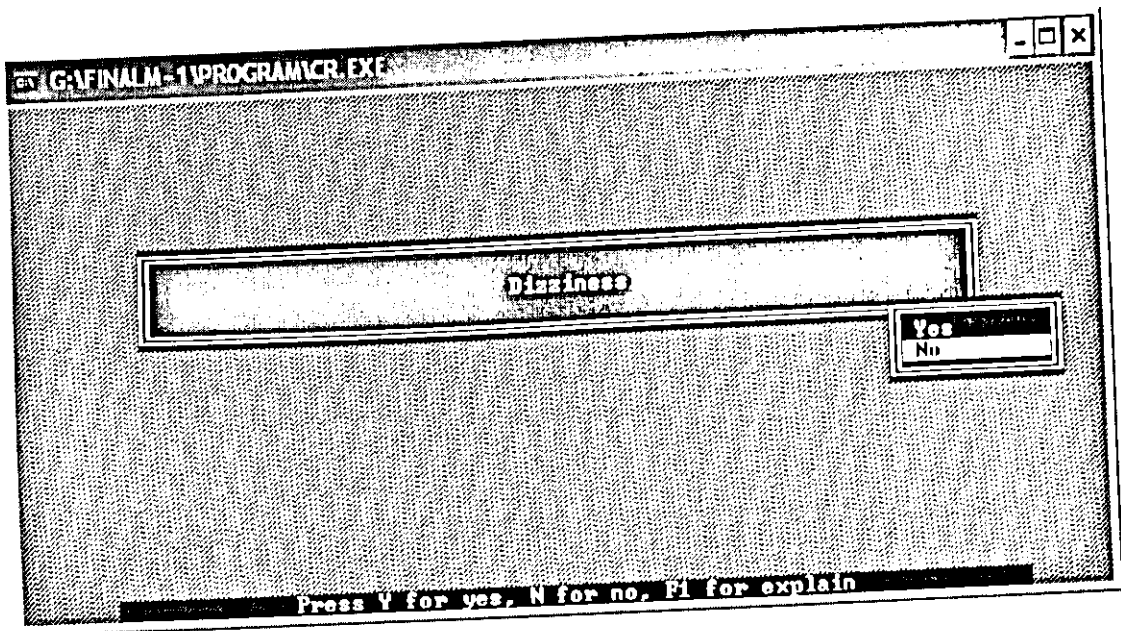 G:\FINALM~1\PROGRAM\CR.EXE
Dizziness
Yes
No
Press Y for yes, N for no, F1 for explain